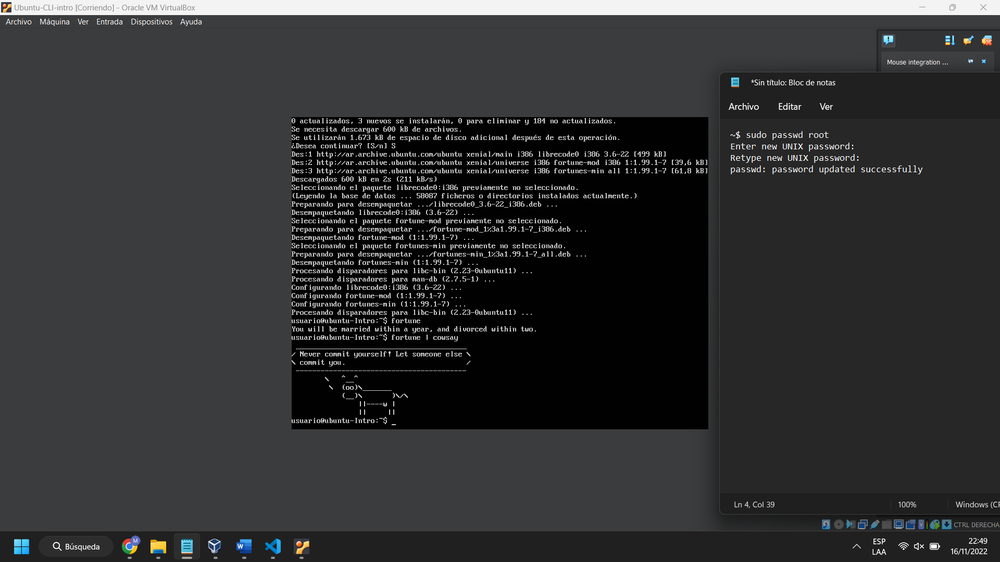 Ubuntu-CLI-intro [Corriendo] - Oracle VM VirtualBox
Archivo Máquina Ver Entrada Dispositivos Ayuda
Mouse integration ...
*Sin título: Bloc de notas
Archivo Editar Ver
~$ sudo passwd root
Enter new UNIX password:
Retype new UNIX password:
passwd: password updated successfully
Ln 4, Col 39 100% Windows (CR
0 actualizados, 3 nuevos se instalarán, 0 para eliminar y 184 no actualizados.
Se necesita descargar 600 kB de archivos.
Se utilizarán 1.673 kB de espacio de disco adicional después de esta operación.
¿Desea continuar? [S/n] S
Des:1 http://ar.archive.ubuntu.com/ubuntu xenial/main i386 librecode0 i386 3.6-22 [499 kB]
Des:2 http://ar.archive.ubuntu.com/ubuntu xenial/universe i386 fortune-mod i386 1:1.99.1-7 [39,6 kB]
Des:3 http://ar.archive.ubuntu.com/ubuntu xenial/universe i386 fortunes-min all 1:1.99.1-7 [61,8 kB]
Descargados 600 kB en 2s (211 kB/s)
Seleccionando el paquete librecode0:i386 previamente no seleccionado.
(Leyendo la base de datos ... 58087 ficheros o directorios instalados actualmente.)
Preparando para desempaquetar .../librecode0_3.6-22_i386.deb ...
Desempaquetando librecode0:i386 (3.6-22) ...
Seleccionando el paquete fortune-mod previamente no seleccionado.
Preparando para desempaquetar .../fortune-mod_1%3a1.99.1-7_i386.deb ...
Desempaquetando fortune-mod (1:1.99.1-7) ...
Seleccionando el paquete fortunes-min previamente no seleccionado.
Preparando para desempaquetar .../fortunes-min_1%3a1.99.1-7_all.deb ...
Desempaquetando fortunes-min (1:1.99.1-7) ...
Procesando disparadores para libc-bin (2.23-0ubuntu11) ...
Procesando disparadores para man-db (2.7.5-1) ...
Configurando librecode0:i386 (3.6-22) ...
Configurando fortune-mod (1:1.99.1-7) ...
Configurando fortunes-min (1:1.99.1-7) ...
Procesando disparadores para libc-bin (2.23-0ubuntu11) ...
usuario@ubuntu-Intro:~$ fortune
You will be married within a year, and divorced within two.
usuario@ubuntu-Intro:~$ fortune | cowsay
 _________________________________________
/ Never commit yourself! Let someone else \
\ commit you.                             /
 -----------------------------------------
        \   ^__^
         \  (oo)\_______
            (__)\       )\/\
                ||----w |
                ||     ||
usuario@ubuntu-Intro:~$ _
CTRL DERECHA
Búsqueda
M
ESP
LAA
22:49
16/11/2022